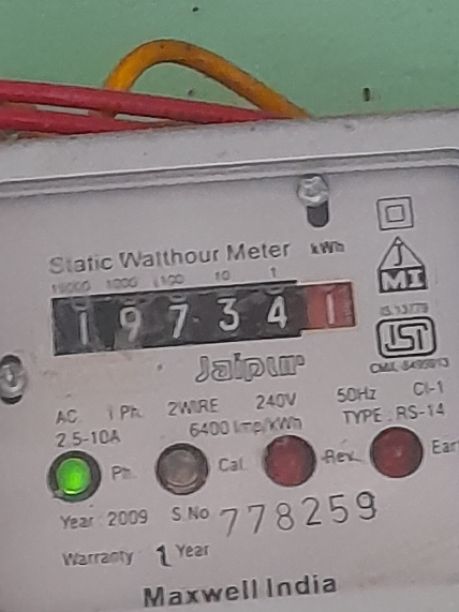 Static Watthour Meter kWh
10000 1000 100 10 1
1 9 7 3 4 1
MI
IS.13779
ISI
Jaipur
AC 1 Ph. 2WIRE 240V 50Hz Cl-1
2.5-10A 6400 Imp/kWh TYPE : RS-14
Ph. Cal. Rev. Ear
Year: 2009 S.No 778259
Warranty 1 Year
Maxwell India